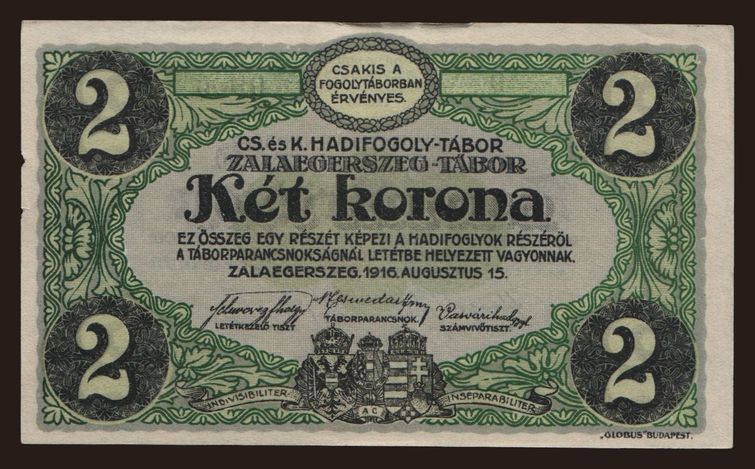 2
2
CSAKIS A
FOGOLYTÁBORBAN
ÉRVÉNYES.
CS. és K. HADIFOGOLY-TÁBOR
ZALAEGERSZEG-TÁBOR
Két korona
EZ ÖSSZEG EGY RÉSZÉT KÉPEZI A HADIFOGLYOK RÉSZÉRŐL
A TÁBORPARANCSNOKSÁGNÁL LETÉTBE HELYEZETT VAGYONNAK.
ZALAEGERSZEG, 1916. AUGUSZTUS 15.
LETÉTKEZELŐ TISZT
TÁBORPARANCSNOK.
SZÁMVIVŐTISZT.
2
2
INDIVISIBILITER AC INSEPARABILITER
"GLOBUS" BUDAPEST.